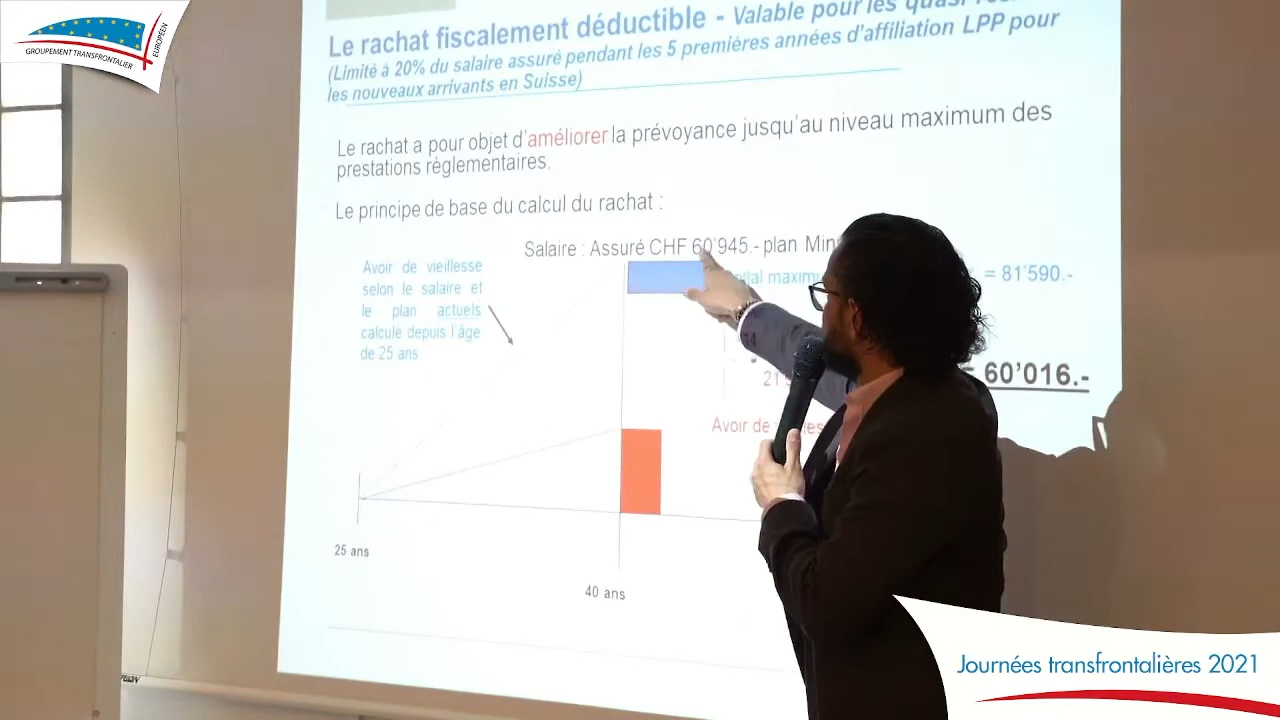 GROUPEMENT TRANSFRONTALIER
EUROPÉEN
Le rachat fiscalement déductible - Valable pour les quasi
(Limité à 20% du salaire assuré pendant les 5 premières années d'affiliation LPP pour
les nouveaux arrivants en Suisse)
Le rachat a pour objet d'améliorer la prévoyance jusqu'au niveau maximum des
prestations règlementaires.
Le principe de base du calcul du rachat :
Salaire : Assuré CHF 60'945.- plan
= 81'590.-
Avoir de vieillesse
selon le salaire et
le plan actuels
calculé depuis l'âge
de 25 ans
= 60'016.-
Avoir de
25 ans
40 ans
Journées transfrontalières 2021